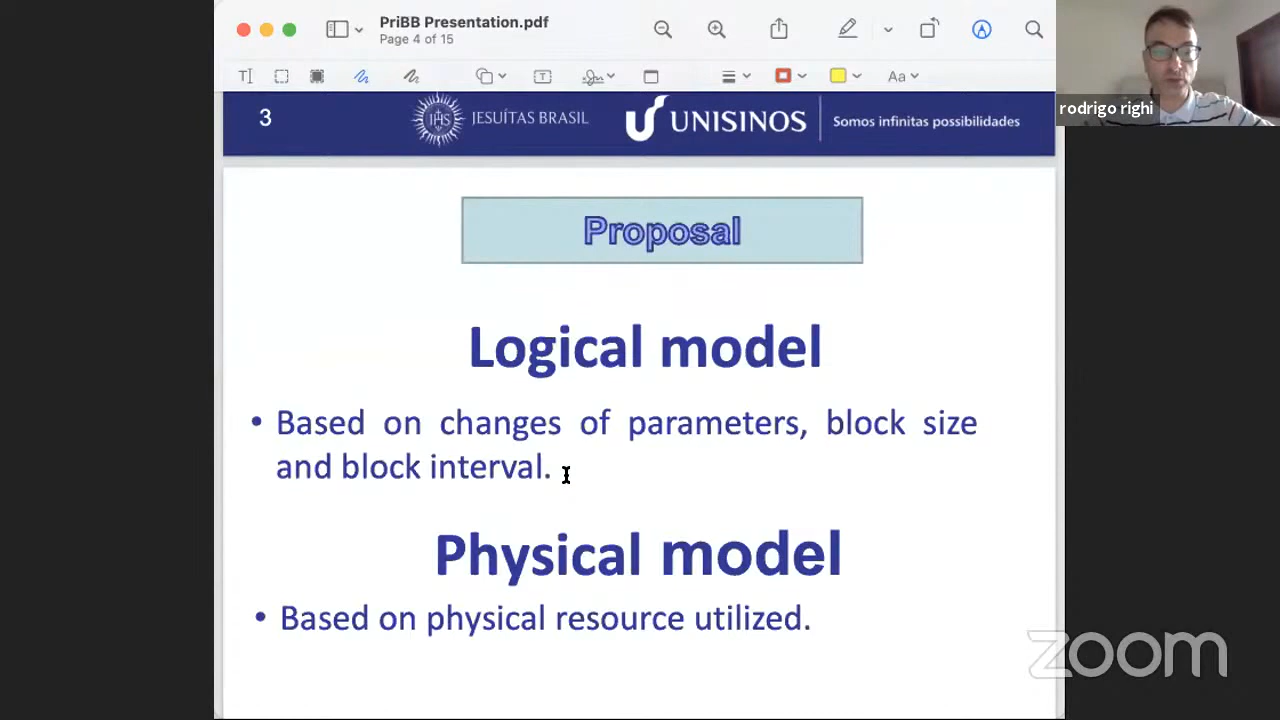 PriBB Presentation.pdf
Page 4 of 15
Aa
rodrigo righi
3
IHS
JESUÍTAS BRASIL
UNISINOS
Somos infinitas possibilidades
Proposal
Logical model
• Based on changes of parameters, block size
and block interval.
Physical model
• Based on physical resource utilized.
zoom